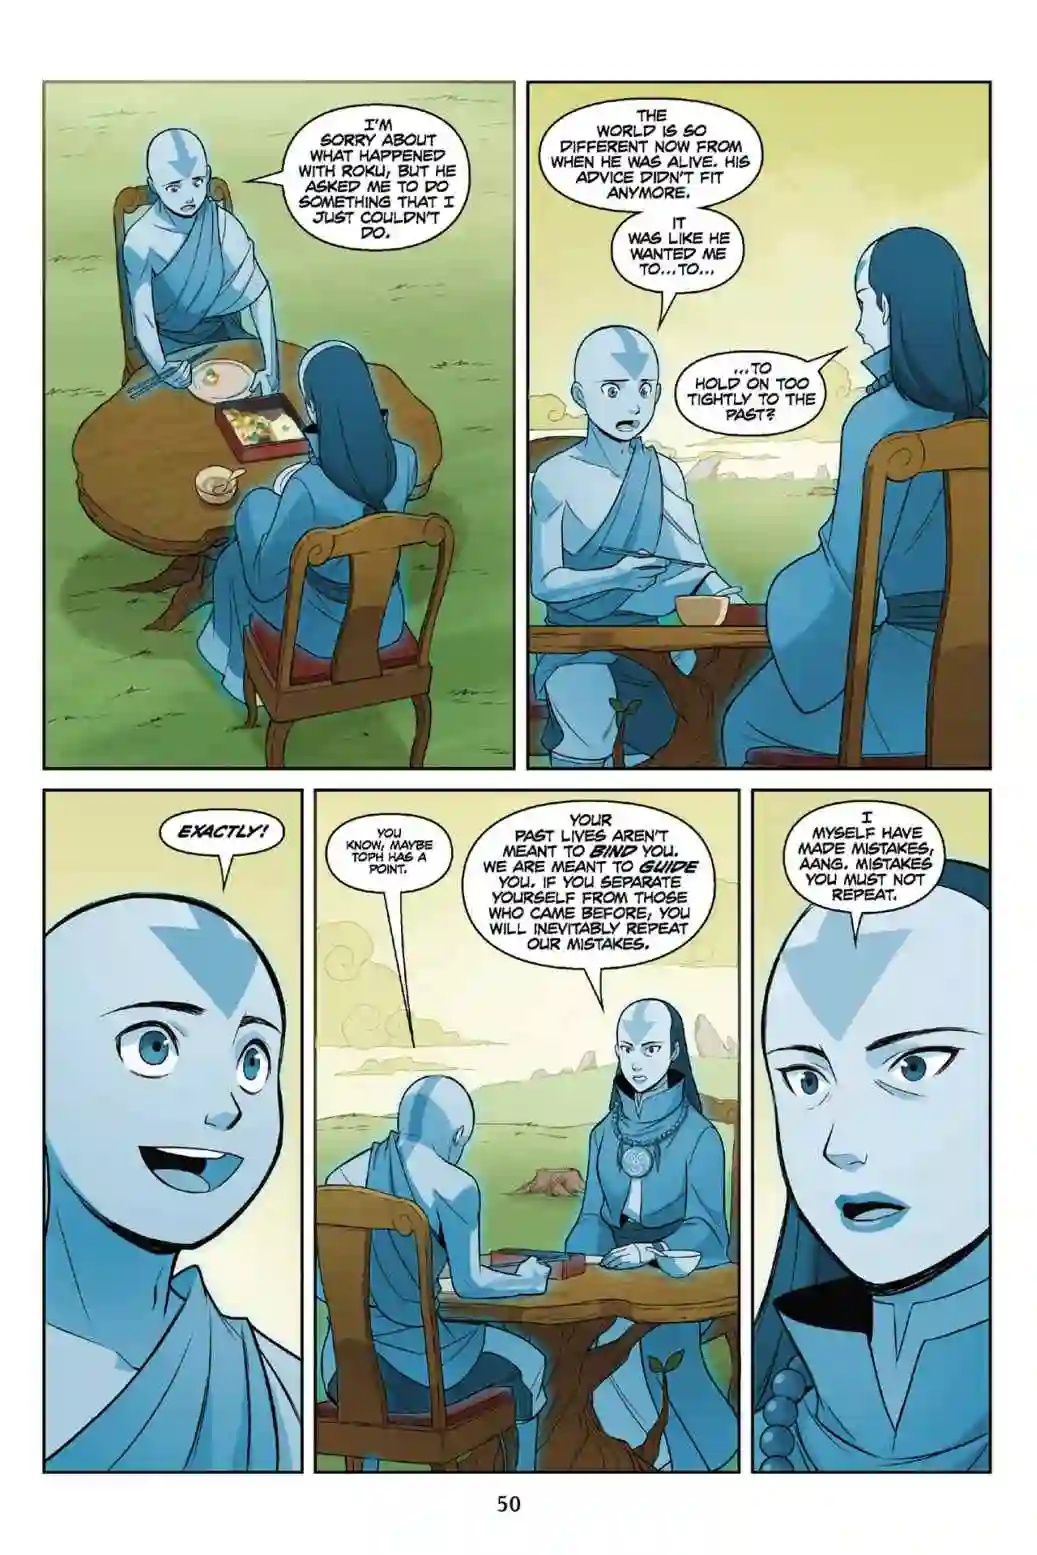 I'M
SORRY ABOUT
WHAT HAPPENED
WITH ROKU, BUT HE
ASKED ME TO DO
SOMETHING THAT I
JUST COULDN'T
DO.
THE
WORLD IS SO
DIFFERENT NOW FROM
WHEN HE WAS ALIVE. HIS
ADVICE DIDN'T FIT
ANYMORE.
IT
WAS LIKE HE
WANTED ME
TO...TO...
...TO
HOLD ON TOO
TIGHTLY TO THE
PAST?
EXACTLY!
YOU
KNOW, MAYBE
TOPH HAS A
POINT.
YOUR
PAST LIVES AREN'T
MEANT TO BIND YOU.
WE ARE MEANT TO GUIDE
YOU. IF YOU SEPARATE
YOURSELF FROM THOSE
WHO CAME BEFORE, YOU
WILL INEVITABLY REPEAT
OUR MISTAKES.
I
MYSELF HAVE
MADE MISTAKES,
AANG. MISTAKES
YOU MUST NOT
REPEAT.
50